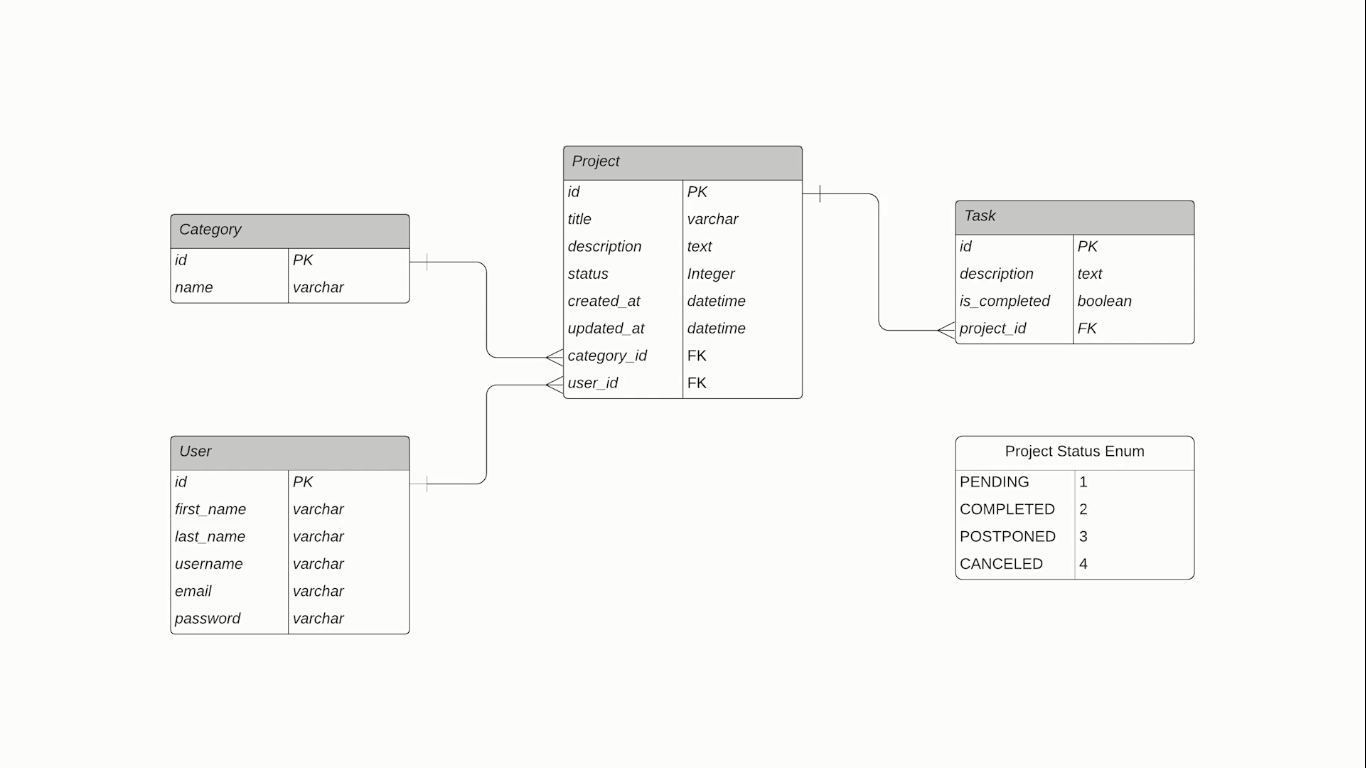 Project
id PK
title varchar
description text
status Integer
created_at datetime
updated_at datetime
category_id FK
user_id FK
Category
id PK
name varchar
User
id PK
first_name varchar
last_name varchar
username varchar
email varchar
password varchar
Task
id PK
description text
is_completed boolean
project_id FK
Project Status Enum
PENDING 1
COMPLETED 2
POSTPONED 3
CANCELED 4